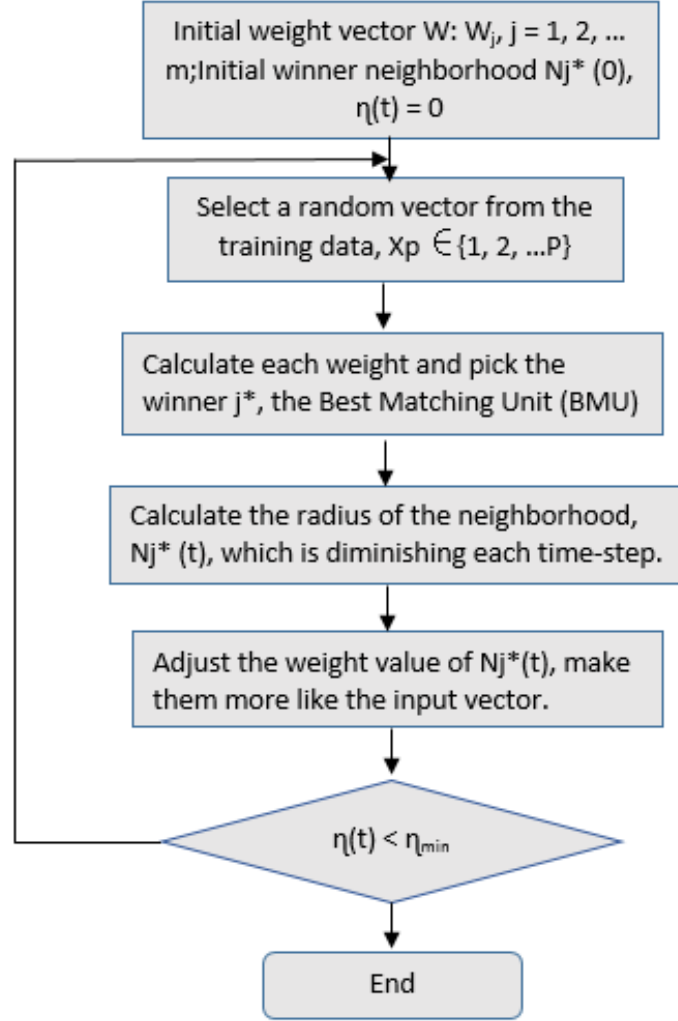 Initial weight vector W: Wⱼ, j = 1, 2, ...
m;Initial winner neighborhood Nj* (0),
η(t) = 0
Select a random vector from the
training data, Xp ∈ {1, 2, ...P}
Calculate each weight and pick the
winner j*, the Best Matching Unit (BMU)
Calculate the radius of the neighborhood,
Nj* (t), which is diminishing each time-step.
Adjust the weight value of Nj*(t), make
them more like the input vector.
η(t) < ηmin
End